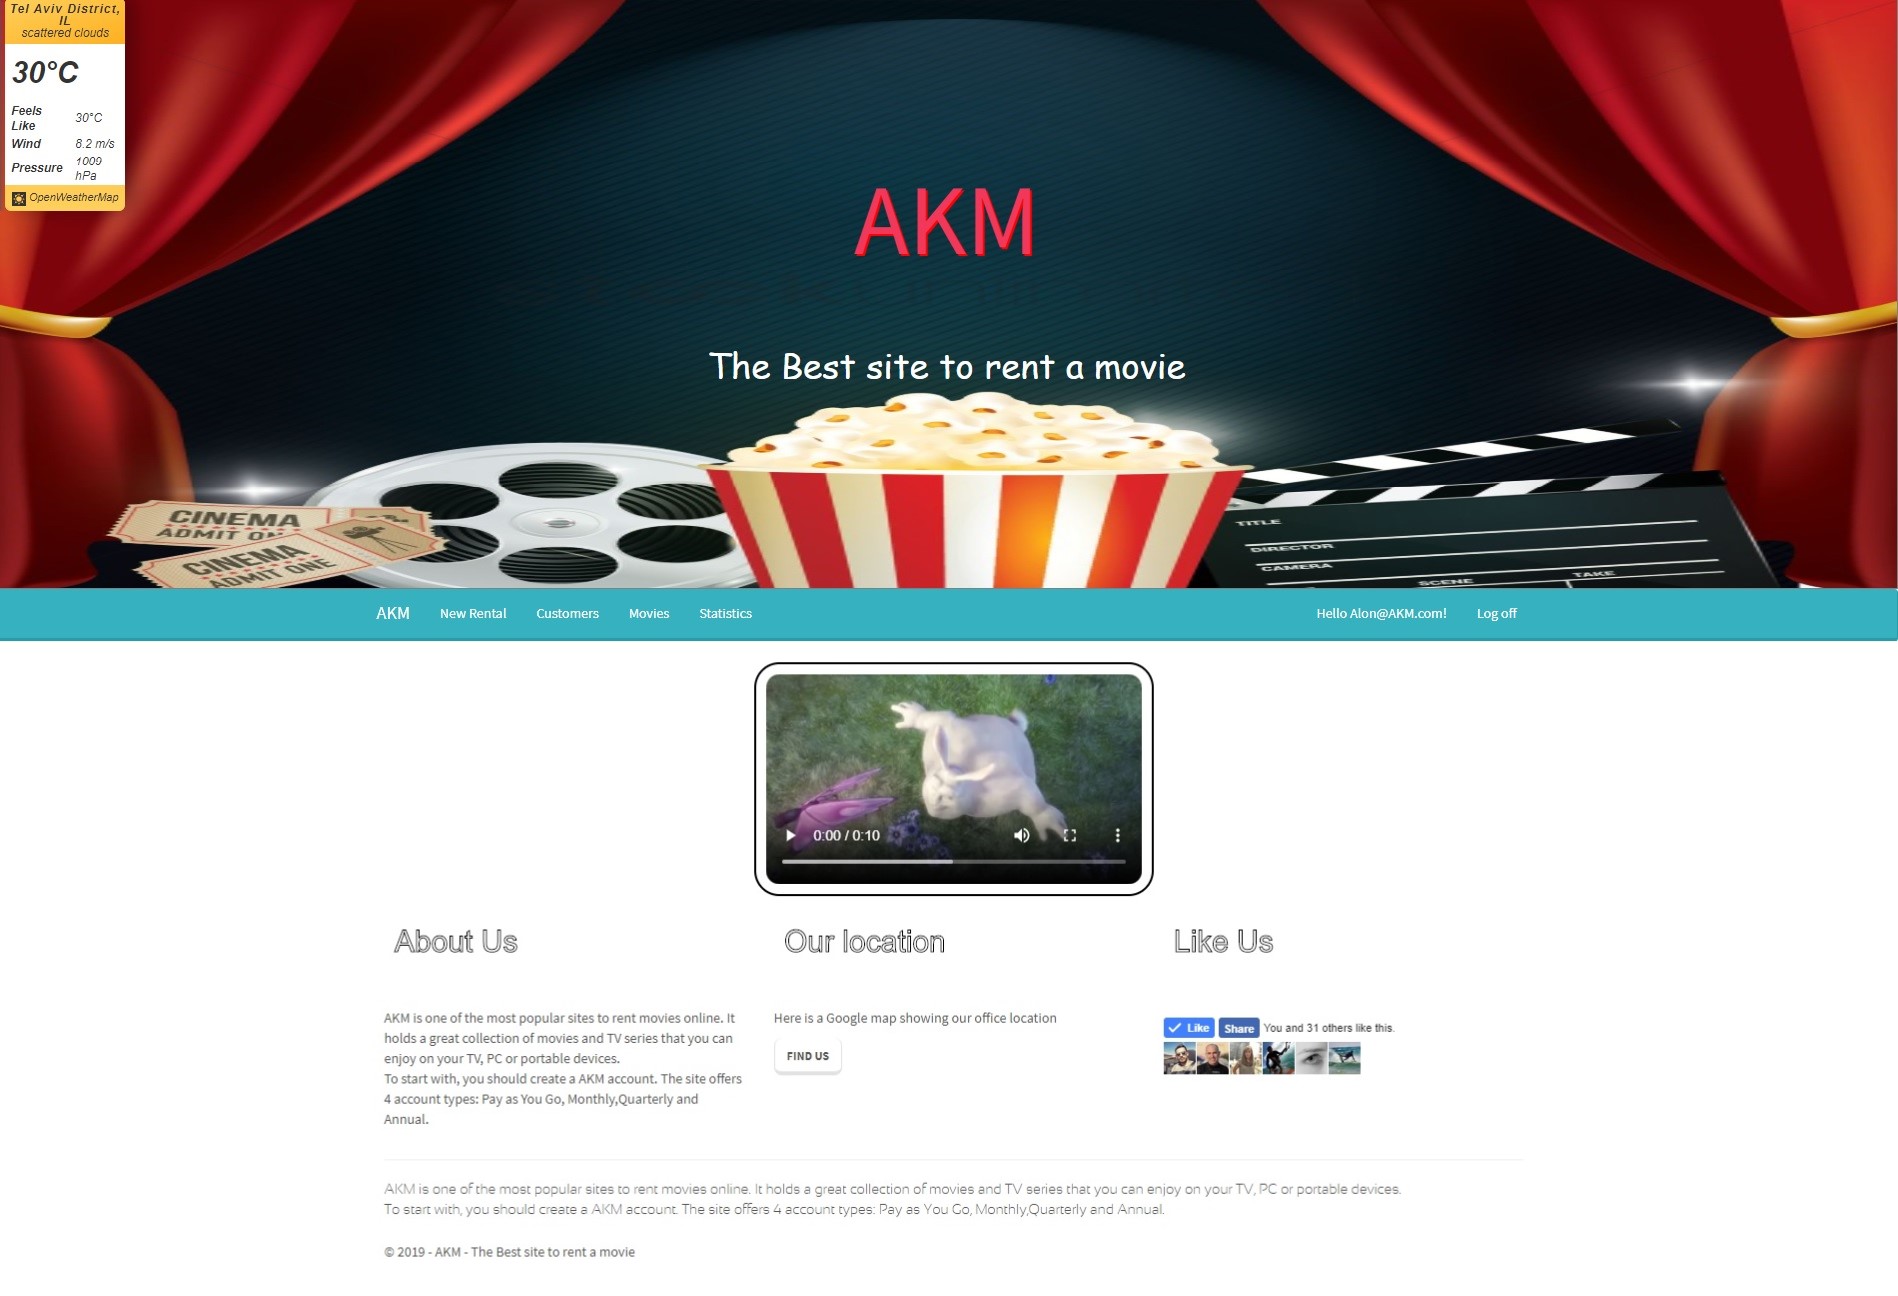 Tel Aviv District,
IL
scattered clouds
30°C
Feels
Like
30°C
Wind
8.2 m/s
Pressure
1009
hPa
OpenWeatherMap
AKM
The Best site to rent a movie
CINEMA
ADMIT ON
CINEMA
ADMIT ONE
TITLE
DIRECTOR
CAMERA
SCENE
TAKE
AKM New Rental Customers Movies Statistics Hello Alon@AKM.com! Log off
0:00 / 0:10
About Us
AKM is one of the most popular sites to rent movies online. It
holds a great collection of movies and TV series that you can
enjoy on your TV, PC or portable devices.
To start with, you should create a AKM account. The site offers
4 account types: Pay as You Go, Monthly,Quarterly and
Annual.
Our location
Here is a Google map showing our office location
FIND US
Like Us
Like Share You and 31 others like this.
AKM is one of the most popular sites to rent movies online. It holds a great collection of movies and TV series that you can enjoy on your TV, PC or portable devices.
To start with, you should create a AKM account. The site offers 4 account types: Pay as You Go, Monthly,Quarterly and Annual.
© 2019 - AKM - The Best site to rent a movie